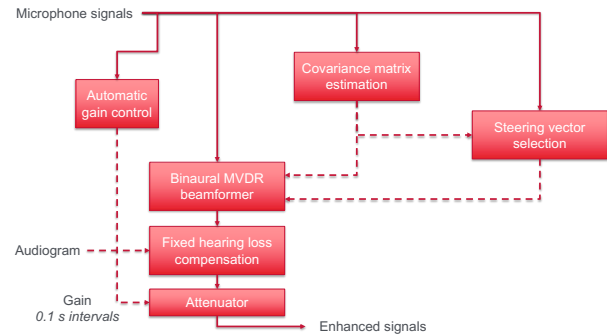 Microphone signals
Covariance matrix
estimation
Automatic
gain control
Steering vector
selection
Binaural MVDR
beamformer
Audiogram
Fixed hearing loss
compensation
Gain
0.1 s intervals
Attenuator
Enhanced signals